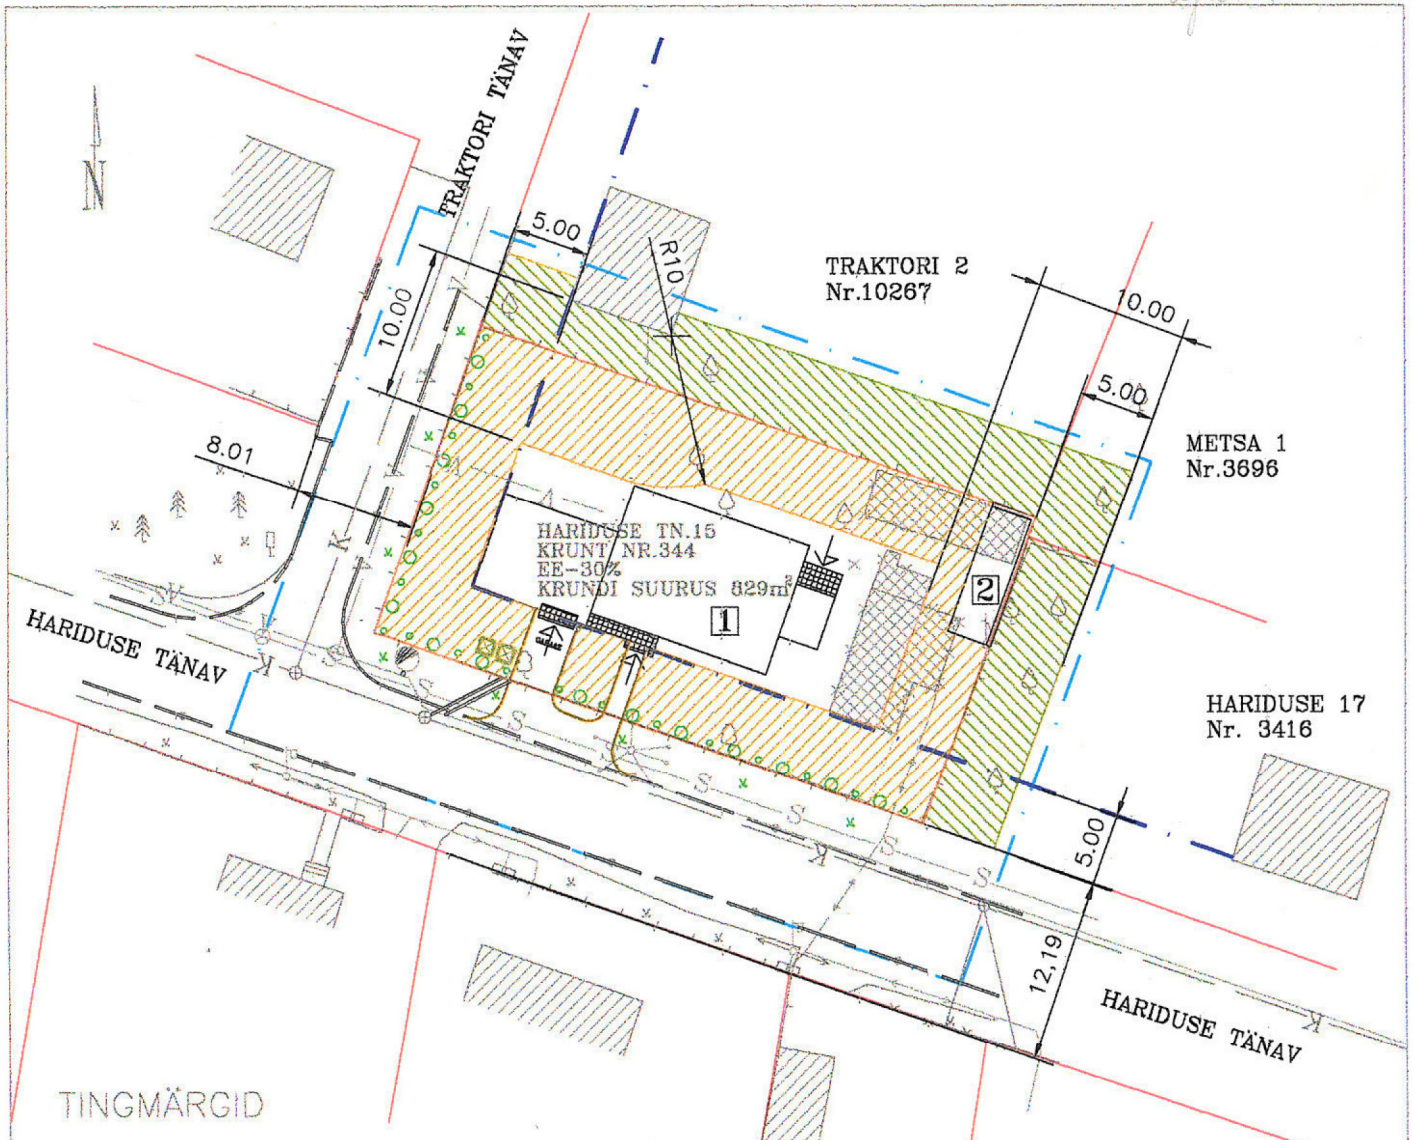 TRAKTORI TÄNAV
N
5.00
R10
TRAKTORI 2
Nr.10267
10.00
10.00
5.00
METSA 1
Nr.3696
8.01
HARIDUSE TN.15
KRUNT NR.344
EE-30%
KRUNDI SUURUS 829m²
1
2
HARIDUSE TÄNAV
HARIDUSE 17
Nr. 3416
5.00
12,19
HARIDUSE TÄNAV
TINGMÄRGID